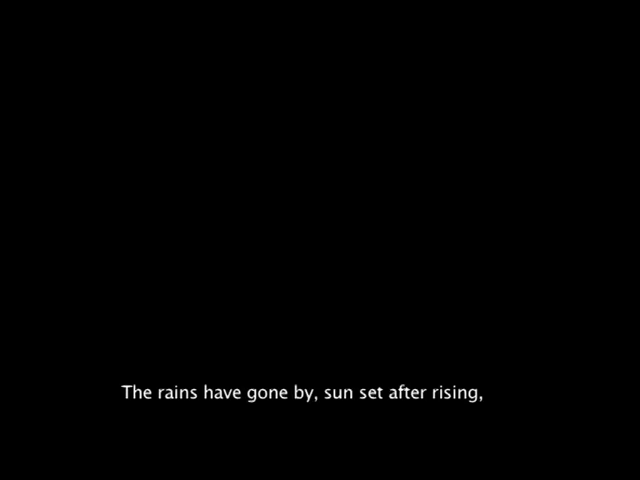 The rains have gone by, sun set after rising,